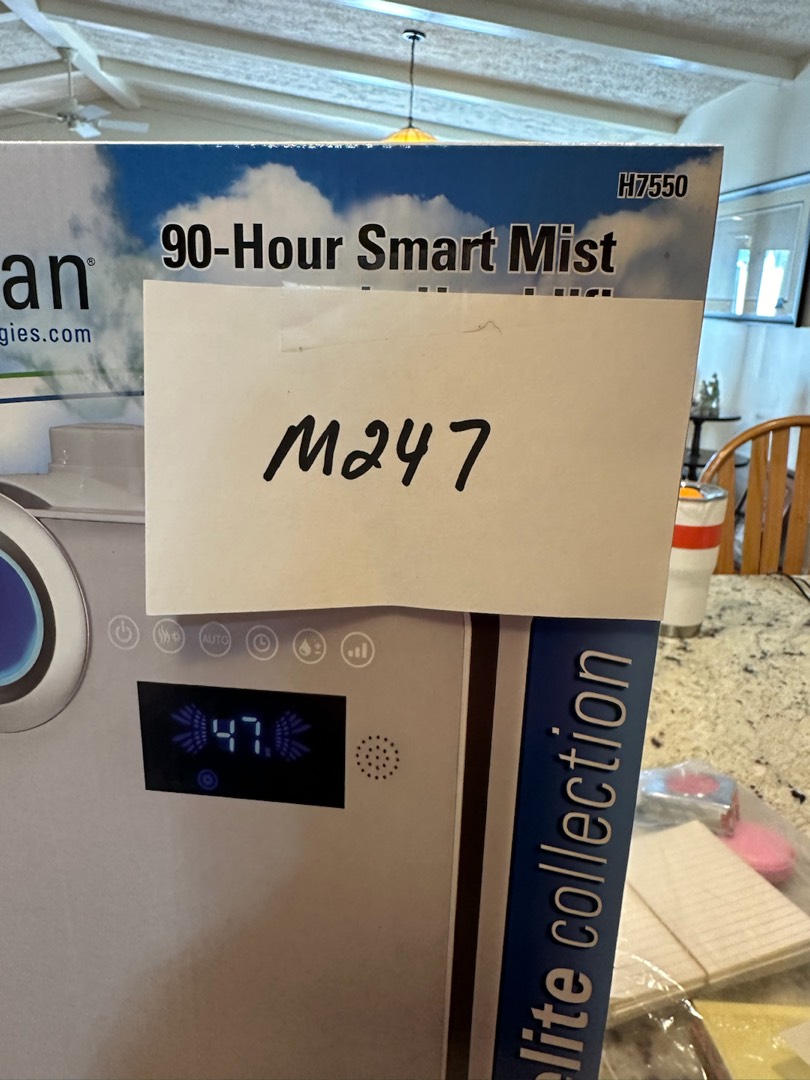 H7550
90-Hour Smart Mist
an®
gies.com
M247
AUTO
47
elite collection